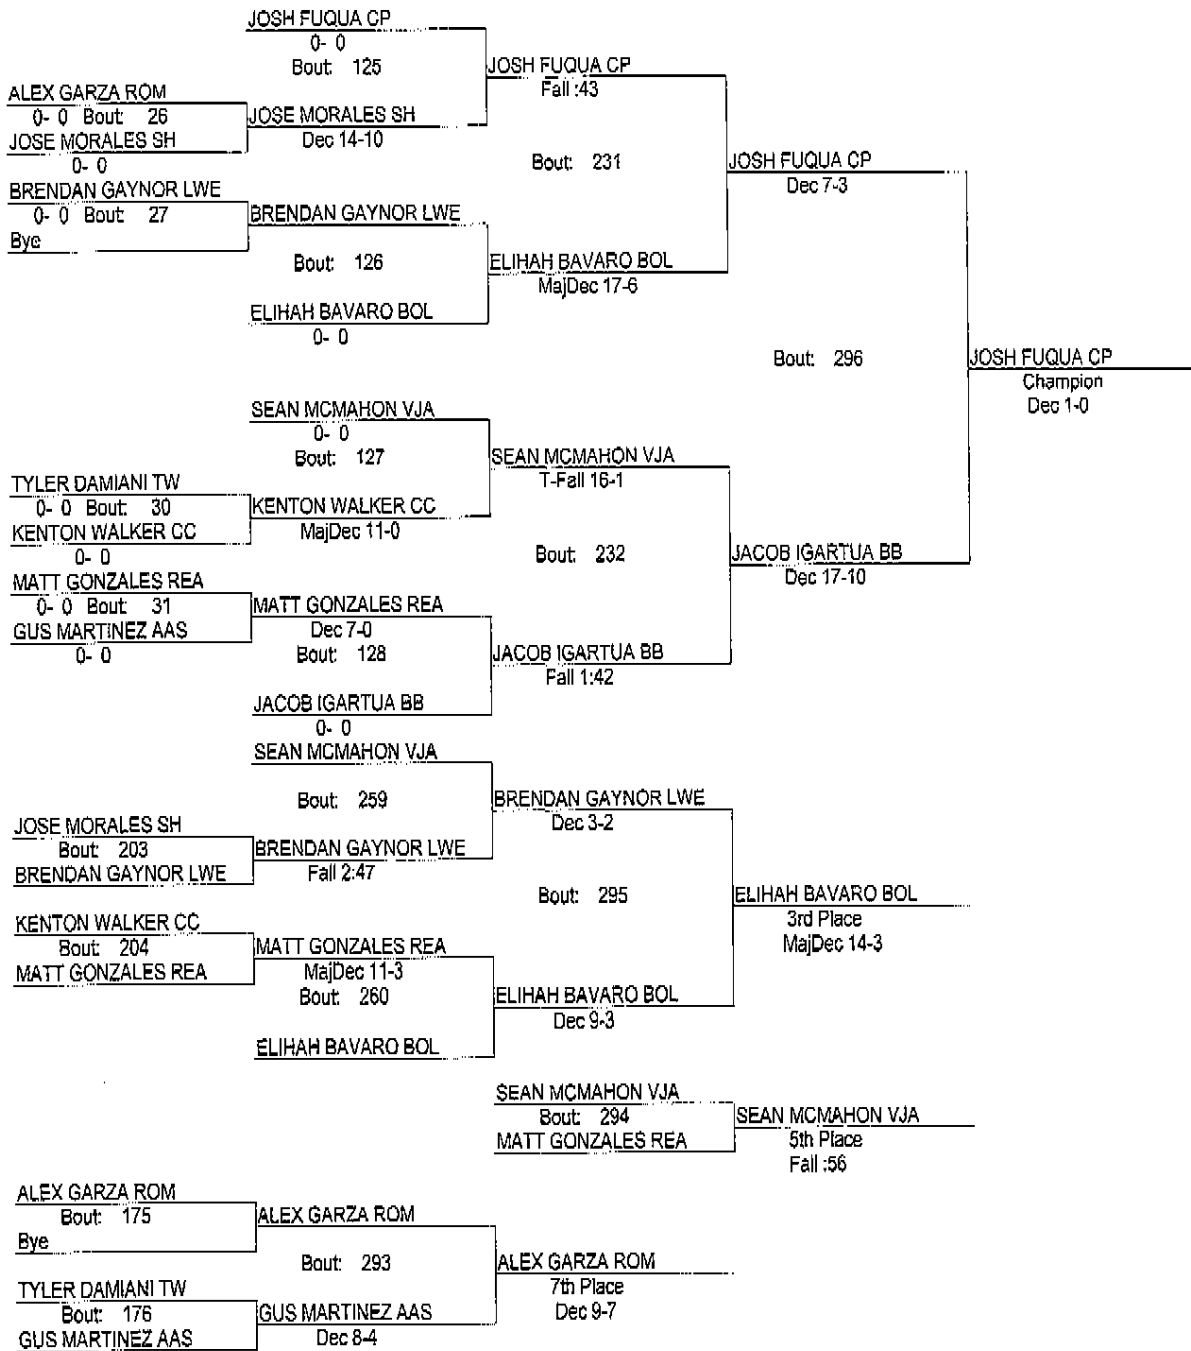 JOSH FUQUA CP
0- 0
Bout: 125
JOSH FUQUA CP
Fall :43
ALEX GARZA ROM
0- 0 Bout: 26
JOSE MORALES SH
JOSE MORALES SH
Dec 14-10
0- 0
Bout: 231
JOSH FUQUA CP
Dec 7-3
BRENDAN GAYNOR LWE
0- 0 Bout: 27
BRENDAN GAYNOR LWE
Bye
Bout: 126
ELIHAH BAVARO BOL
MajDec 17-6
ELIHAH BAVARO BOL
0- 0
Bout: 296
JOSH FUQUA CP
Champion
Dec 1-0
SEAN MCMAHON VJA
0- 0
Bout: 127
SEAN MCMAHON VJA
T-Fall 16-1
TYLER DAMIANI TW
0- 0 Bout: 30
KENTON WALKER CC
KENTON WALKER CC
MajDec 11-0
0- 0
Bout: 232
JACOB IGARTUA BB
Dec 17-10
MATT GONZALES REA
0- 0 Bout: 31
MATT GONZALES REA
GUS MARTINEZ AAS
Dec 7-0
0- 0
Bout: 128
JACOB IGARTUA BB
Fall 1:42
JACOB IGARTUA BB
0- 0
SEAN MCMAHON VJA
Bout: 259
BRENDAN GAYNOR LWE
Dec 3-2
JOSE MORALES SH
Bout: 203
BRENDAN GAYNOR LWE
BRENDAN GAYNOR LWE
Fall 2:47
Bout: 295
ELIHAH BAVARO BOL
3rd Place
MajDec 14-3
KENTON WALKER CC
Bout: 204
MATT GONZALES REA
MATT GONZALES REA
MajDec 11-3
Bout: 260
ELIHAH BAVARO BOL
Dec 9-3
ELIHAH BAVARO BOL
SEAN MCMAHON VJA
Bout: 294
MATT GONZALES REA
SEAN MCMAHON VJA
5th Place
Fall :56
ALEX GARZA ROM
Bout: 175
Bye
ALEX GARZA ROM
Bout: 293
ALEX GARZA ROM
7th Place
Dec 9-7
TYLER DAMIANI TW
Bout: 176
GUS MARTINEZ AAS
GUS MARTINEZ AAS
Dec 8-4